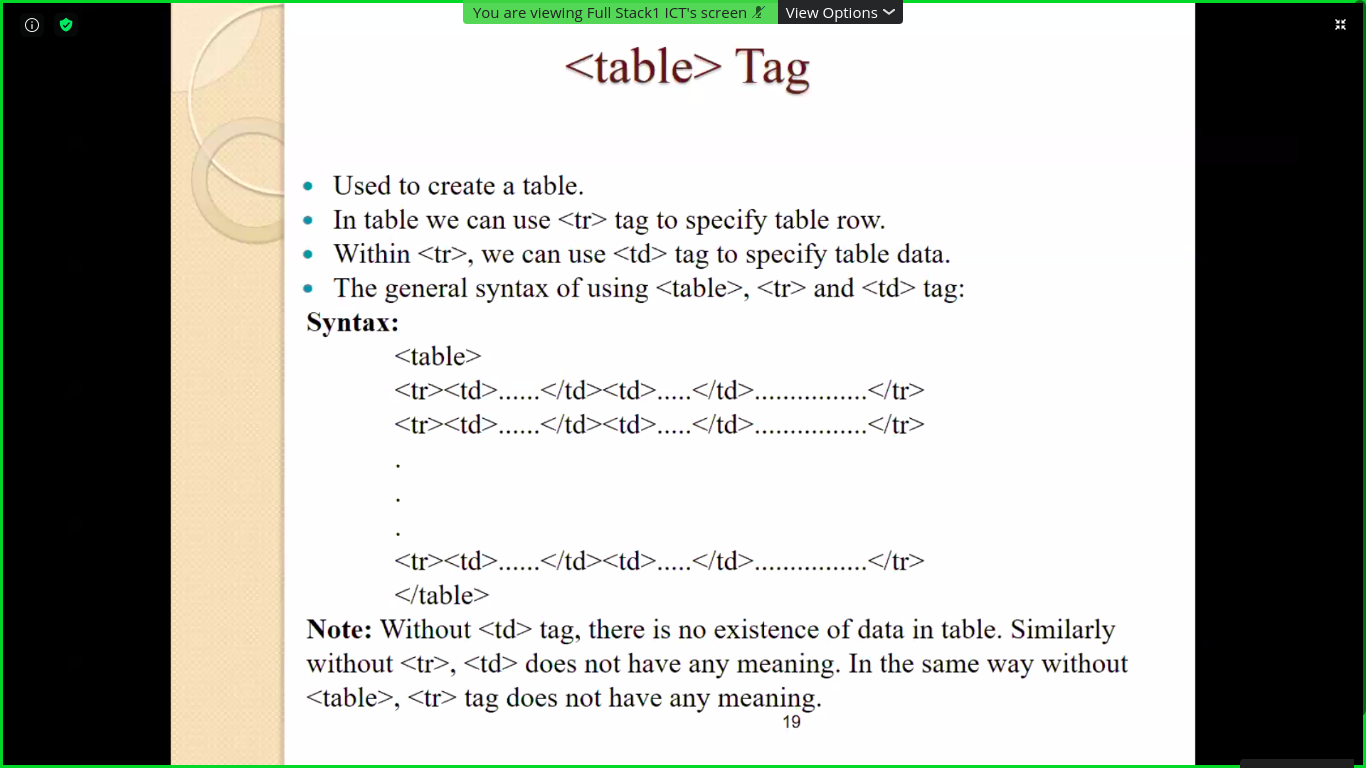 You are viewing Full Stack1 ICT's screen
View Options
<table> Tag
• Used to create a table.
• In table we can use <tr> tag to specify table row.
• Within <tr>, we can use <td> tag to specify table data.
• The general syntax of using <table>, <tr> and <td> tag:
Syntax:
<table>
<tr><td>......</td><td>.....</td>................</tr>
<tr><td>......</td><td>.....</td>................</tr>
.
.
.
<tr><td>......</td><td>.....</td>................</tr>
</table>
Note: Without <td> tag, there is no existence of data in table. Similarly
without <tr>, <td> does not have any meaning. In the same way without
<table>, <tr> tag does not have any meaning.
19